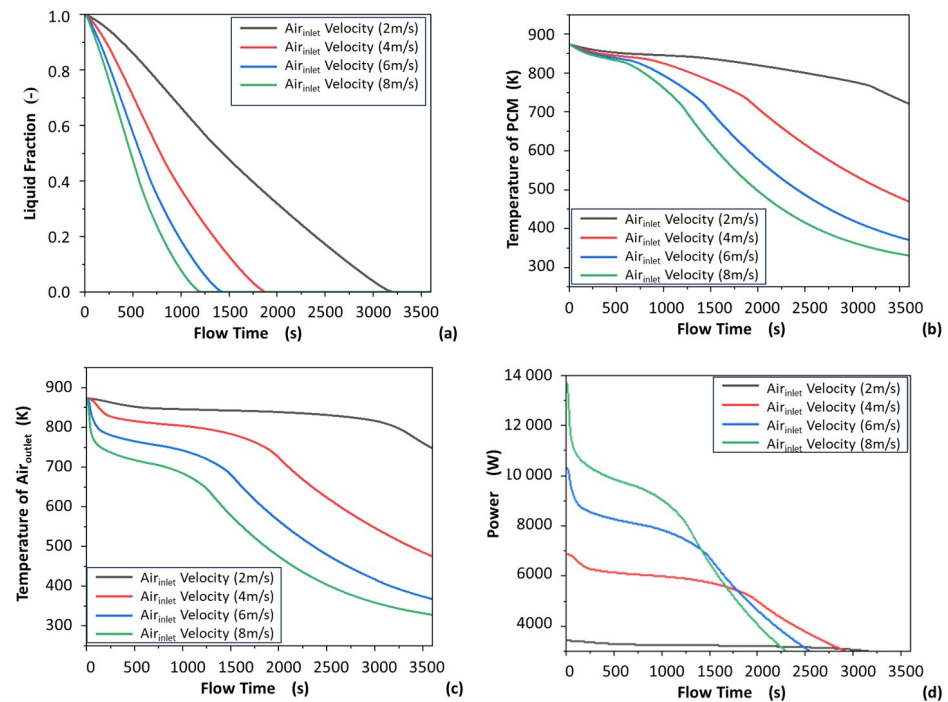 1.0
0.8
0.6
0.4
0.2
0.0
Liquid Fraction (-)
Air_inlet Velocity (2m/s)
Air_inlet Velocity (4m/s)
Air_inlet Velocity (6m/s)
Air_inlet Velocity (8m/s)
0 500 1000 1500 2000 2500 3000 3500
Flow Time (s)
(a)
900
800
700
600
500
400
300
Temperature of PCM (K)
Air_inlet Velocity (2m/s)
Air_inlet Velocity (4m/s)
Air_inlet Velocity (6m/s)
Air_inlet Velocity (8m/s)
0 500 1000 1500 2000 2500 3000 3500
Flow Time (s)
(b)
900
800
700
600
500
400
300
Temperature of Air_outlet (K)
Air_inlet Velocity (2m/s)
Air_inlet Velocity (4m/s)
Air_inlet Velocity (6m/s)
Air_inlet Velocity (8m/s)
0 500 1000 1500 2000 2500 3000 3500
Flow Time (s)
(c)
14 000
12 000
10 000
8000
6000
4000
Power (W)
Air_inlet Velocity (2m/s)
Air_inlet Velocity (4m/s)
Air_inlet Velocity (6m/s)
Air_inlet Velocity (8m/s)
0 500 1000 1500 2000 2500 3000 3500
Flow Time (s)
(d)